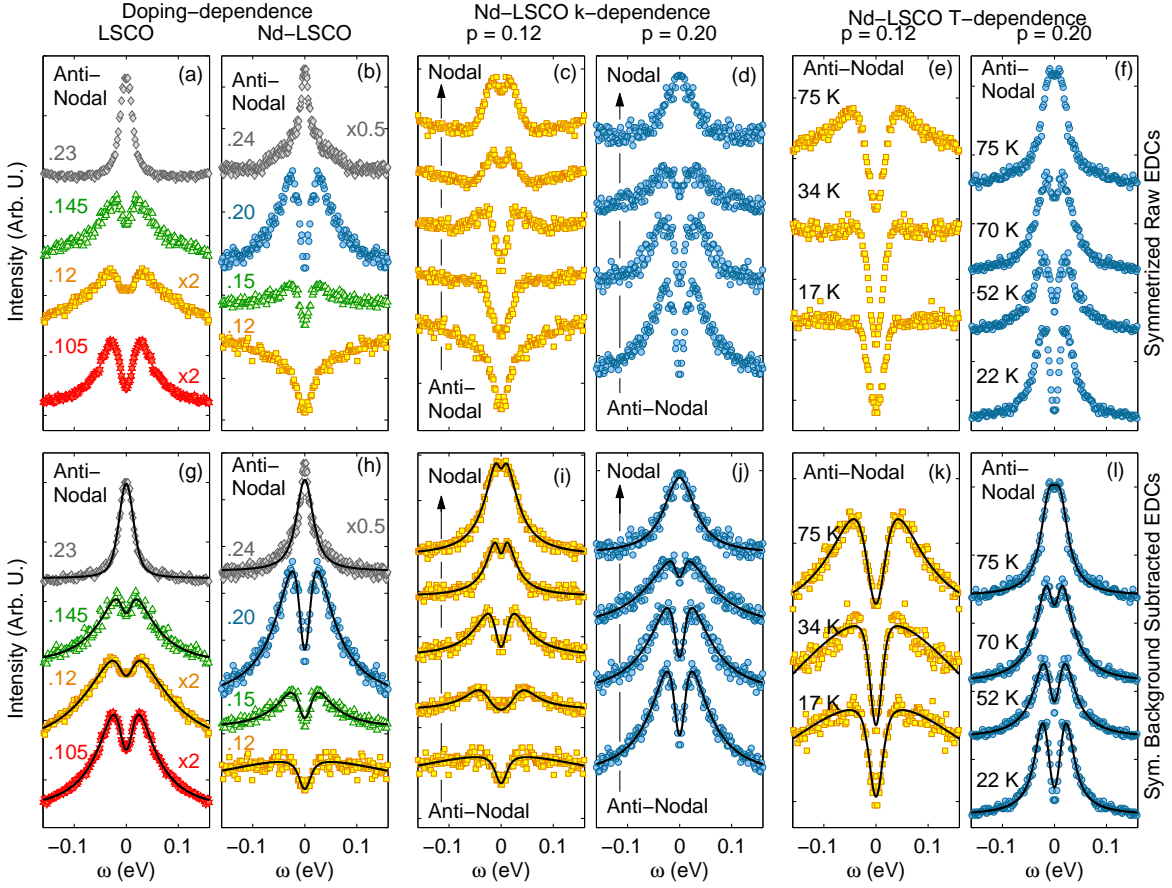 Doping−dependence
LSCO
Nd−LSCO
Nd−LSCO k−dependence
p = 0.12
p = 0.20
Nd−LSCO T−dependence
p = 0.12
p = 0.20
Intensity (Arb. U.)
Anti−
Nodal
(a)
.23
.145
.12
x2
.105
x2
Anti−
Nodal
(b)
.24
x0.5
.20
.15
.12
Nodal
(c)
Anti−
Nodal
Nodal
(d)
Anti−Nodal
Anti−Nodal
(e)
75 K
34 K
17 K
Anti−
Nodal
(f)
75 K
70 K
52 K
22 K
Symmetrized Raw EDCs
Intensity (Arb. U.)
Anti−
Nodal
(g)
.23
.145
.12
x2
.105
x2
−0.1
0
0.1
ω (eV)
Anti−
Nodal
(h)
.24
x0.5
.20
.15
.12
−0.1
0
0.1
ω (eV)
Nodal
(i)
Anti−Nodal
−0.1
0
0.1
ω (eV)
Nodal
(j)
Anti−Nodal
−0.1
0
0.1
ω (eV)
Anti−Nodal
(k)
75 K
34 K
17 K
−0.1
0
0.1
ω (eV)
Anti−
Nodal
(l)
75 K
70 K
52 K
22 K
−0.1
0
0.1
ω (eV)
Sym. Background Subtracted EDCs